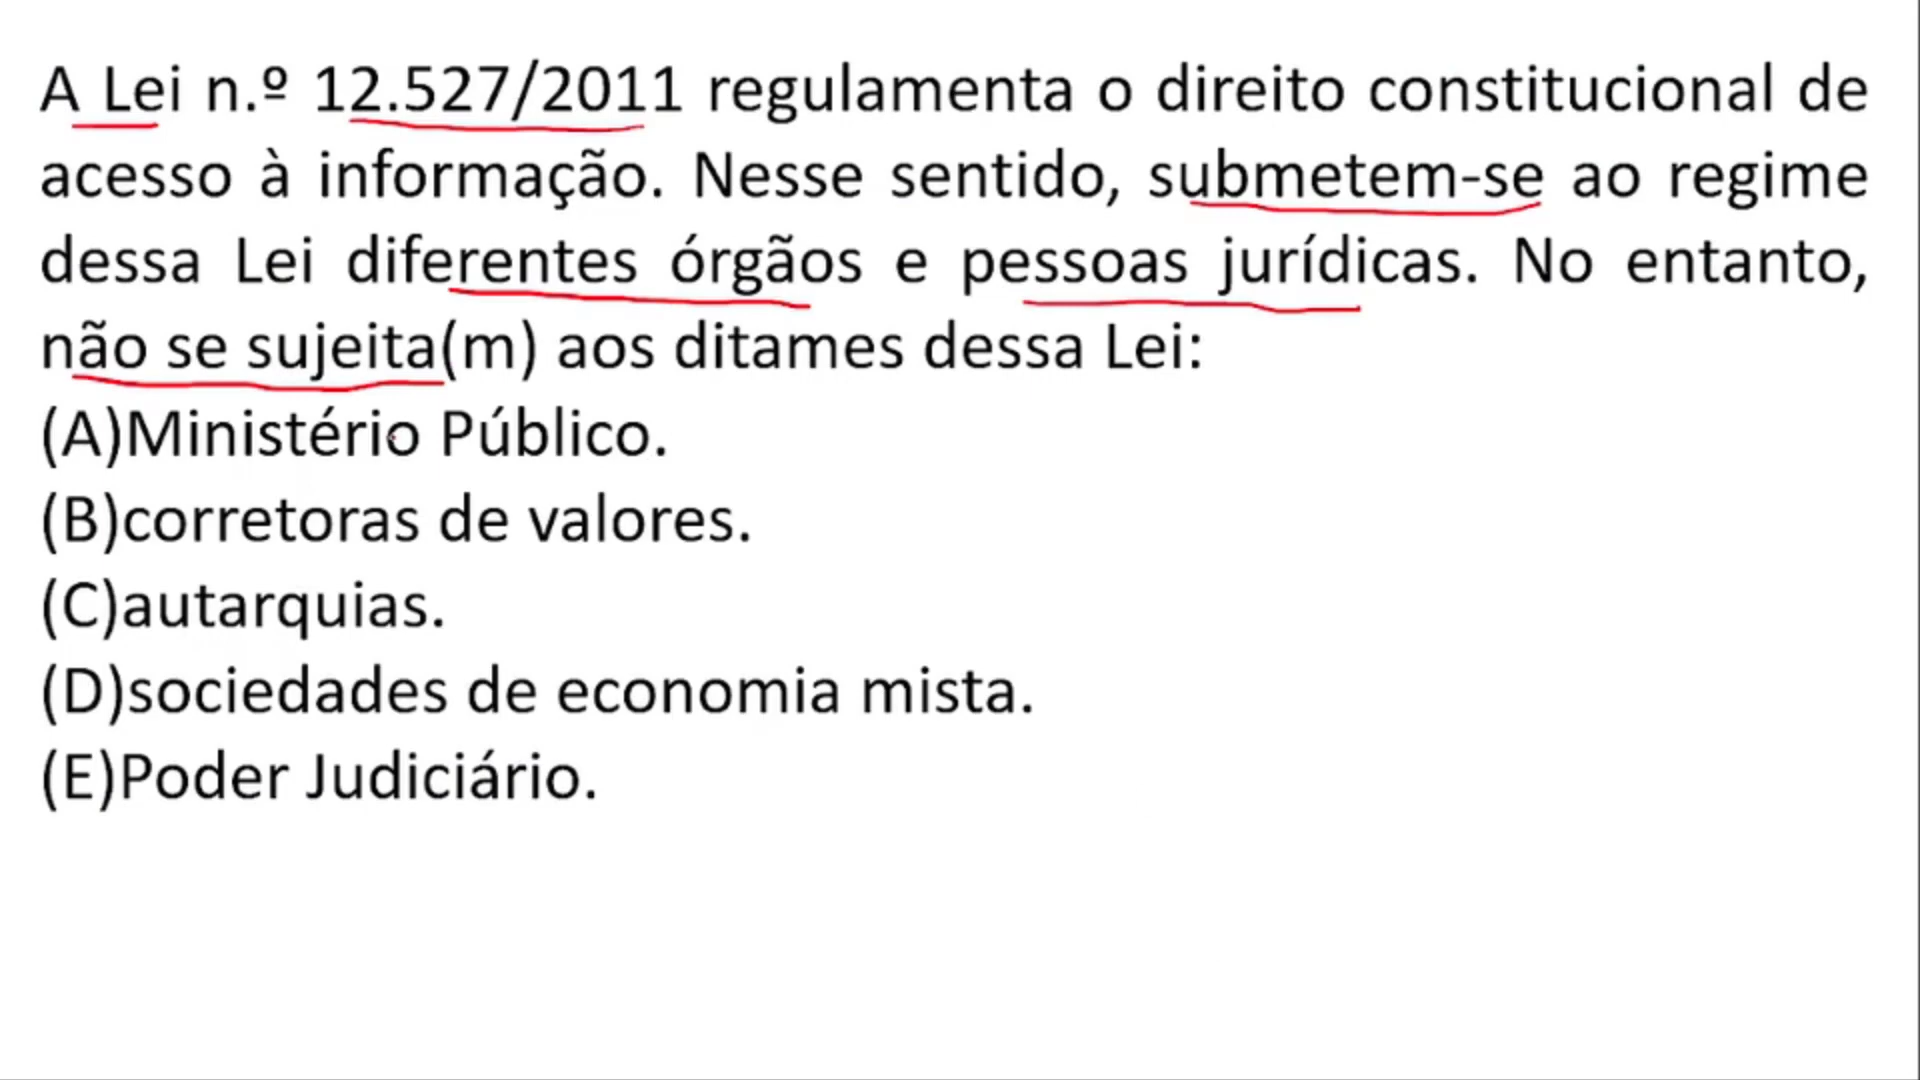 A Lei n.º 12.527/2011 regulamenta o direito constitucional de
acesso à informação. Nesse sentido, submetem-se ao regime
dessa Lei diferentes órgãos e pessoas jurídicas. No entanto,
não se sujeita(m) aos ditames dessa Lei:
(A)Ministério Público.
(B)corretoras de valores.
(C)autarquias.
(D)sociedades de economia mista.
(E)Poder Judiciário.